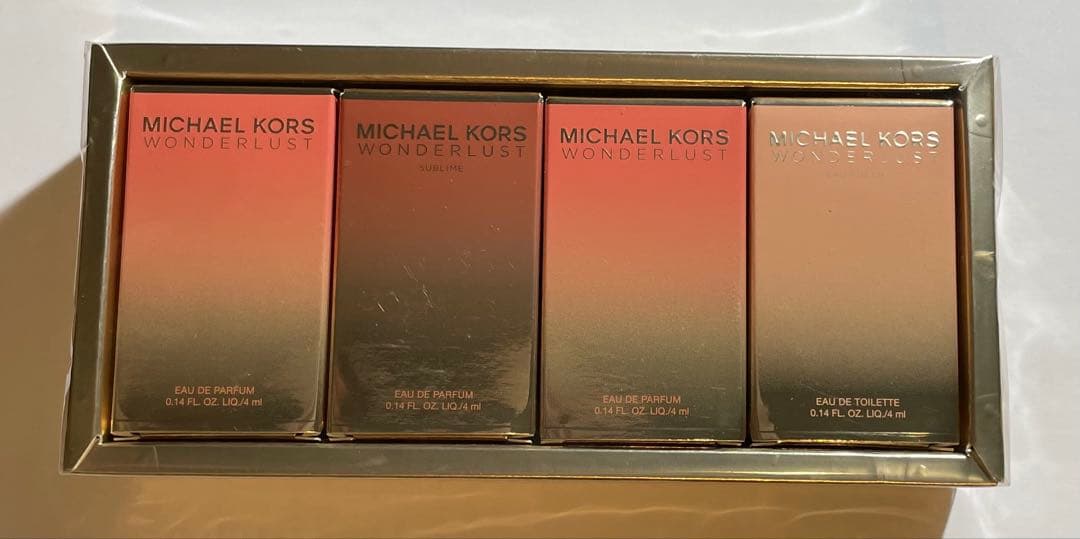 MICHAEL KORS
WONDERLUST
EAU DE PARFUM
0.14 FL. OZ. LIQ./4 ml
MICHAEL KORS
WONDERLUST
SUBLIME
EAU DE PARFUM
0.14 FL. OZ. LIQ./4 ml
MICHAEL KORS
WONDERLUST
EAU DE PARFUM
0.14 FL. OZ. LIQ./4 ml
MICHAEL KORS
WONDERLUST
EAU DE TOILETTE
0.14 FL. OZ. LIQ./4 ml